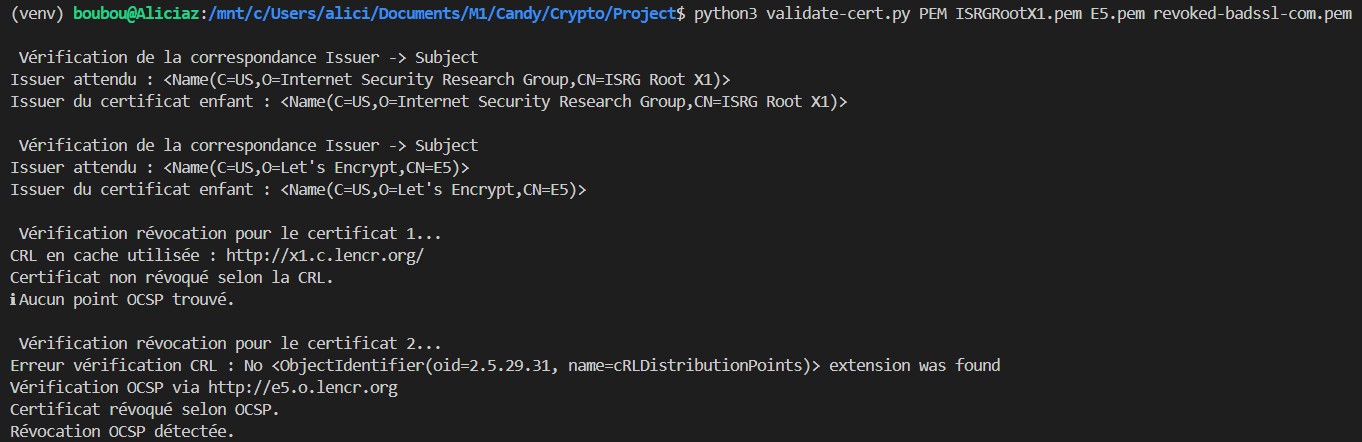 (venv) boubou@Aliciaz:/mnt/c/Users/alici/Documents/M1/Candy/Crypto/Project$ python3 validate-cert.py PEM ISRGRootX1.pem E5.pem revoked-badssl-com.pem
Vérification de la correspondance Issuer -> Subject
Issuer attendu : <Name(C=US,O=Internet Security Research Group,CN=ISRG Root X1)>
Issuer du certificat enfant : <Name(C=US,O=Internet Security Research Group,CN=ISRG Root X1)>
Vérification de la correspondance Issuer -> Subject
Issuer attendu : <Name(C=US,O=Let's Encrypt,CN=E5)>
Issuer du certificat enfant : <Name(C=US,O=Let's Encrypt,CN=E5)>
Vérification révocation pour le certificat 1...
CRL en cache utilisée : http://x1.c.lencr.org/
Certificat non révoqué selon la CRL.
ℹ Aucun point OCSP trouvé.
Vérification révocation pour le certificat 2...
Erreur vérification CRL : No <ObjectIdentifier(oid=2.5.29.31, name=cRLDistributionPoints)> extension was found
Vérification OCSP via http://e5.o.lencr.org
Certificat révoqué selon OCSP.
Révocation OCSP détectée.